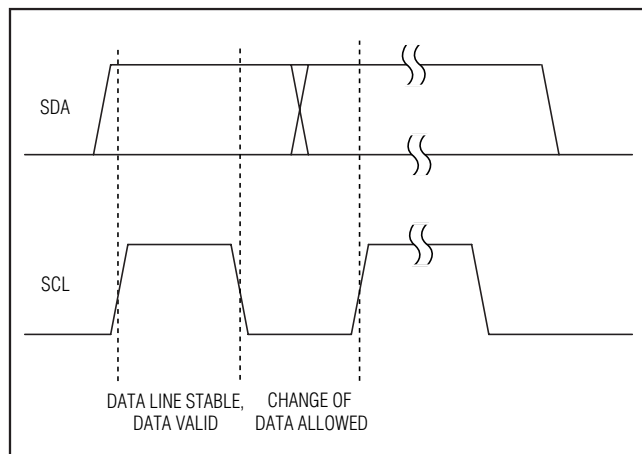 SDA
SCL
DATA LINE STABLE,
DATA VALID
CHANGE OF
DATA ALLOWED